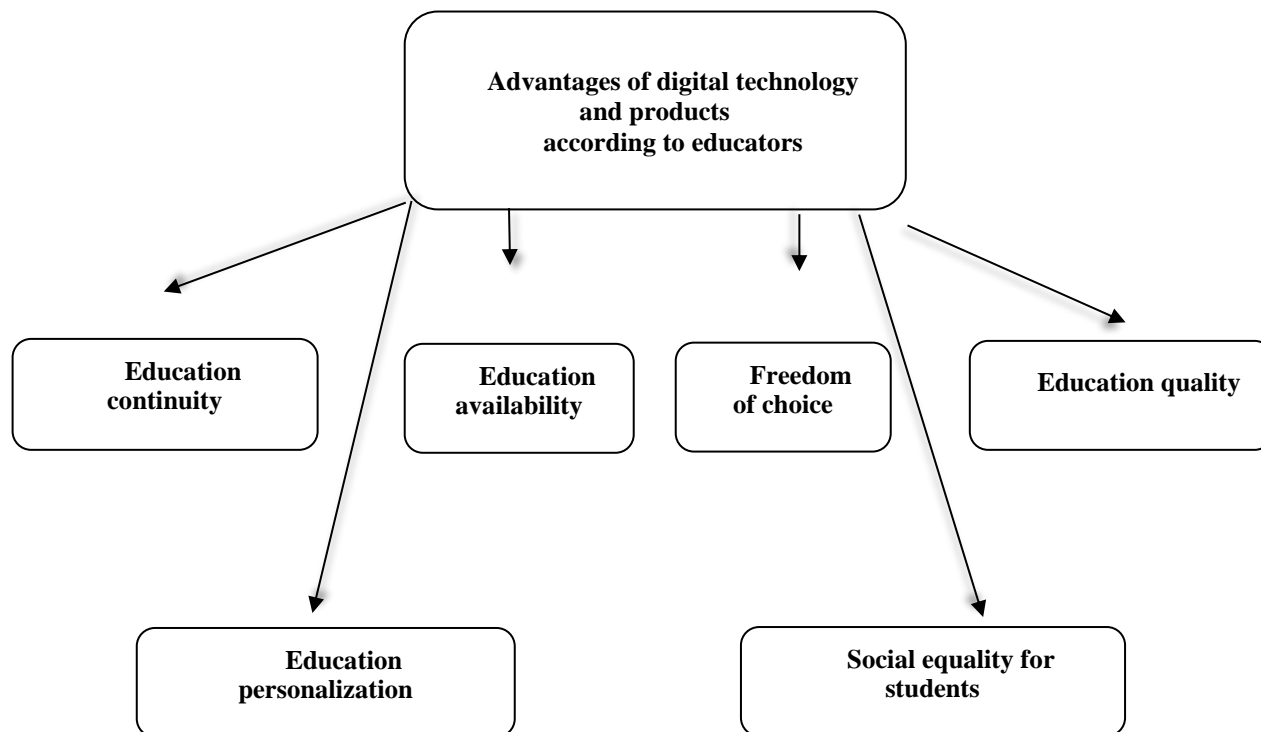 Advantages of digital technology
and products
according to educators
Education
continuity
Education
availability
Freedom
of choice
Education quality
Education
personalization
Social equality for
students